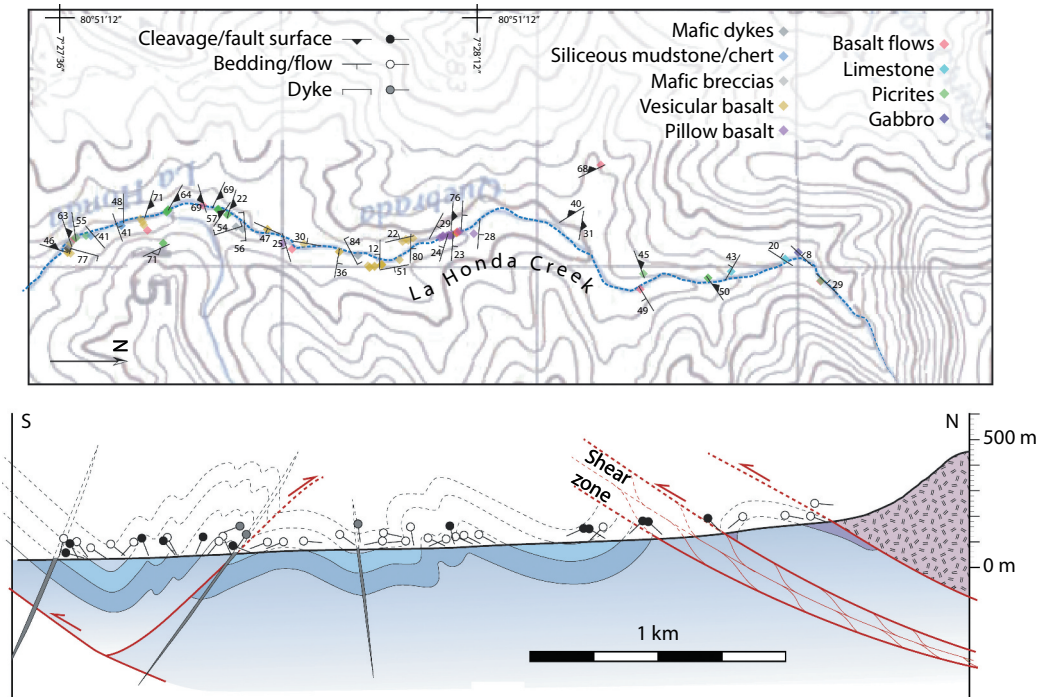 80°51'12"
80°51'12"
7°27'36"
7°28'12"
Cleavage/fault surface
Bedding/flow
Dyke
Mafic dykes
Siliceous mudstone/chert
Mafic breccias
Vesicular basalt
Pillow basalt
Basalt flows
Limestone
Picrites
Gabbro
La Honda
Quebrada
68
48
71
64
69
69
22
76
63
55
41
41
57
54
40
46
77
71
56
47
25
30
84
36
12
22
51
80
29
24
23
28
31
45
49
43
50
20
8
29
La Honda Creek
N
S
N
500 m
0 m
Shear
zone
1 km